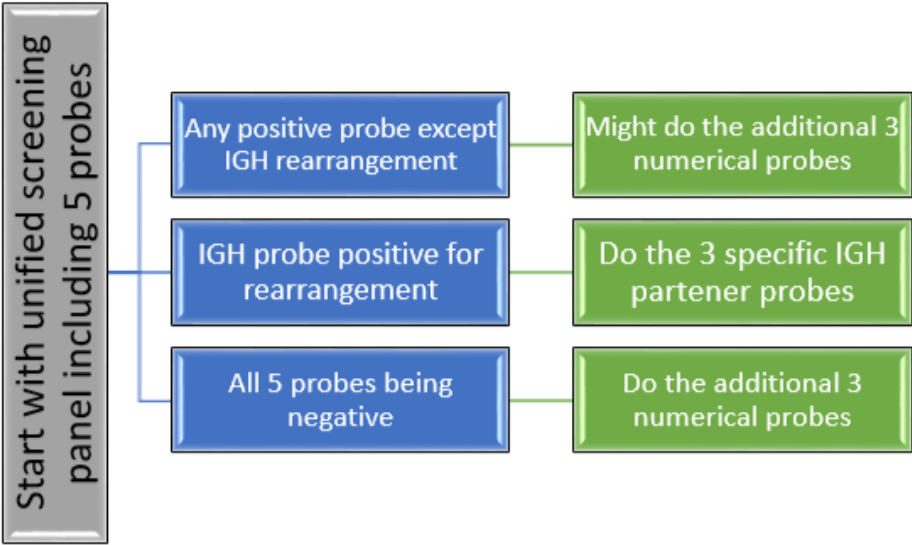 Start with unified screening
panel including 5 probes
Any positive probe except
IGH rearrangement
Might do the additional 3
numerical probes
IGH probe positive for
rearrangement
Do the 3 specific IGH
partener probes
All 5 probes being
negative
Do the additional 3
numerical probes